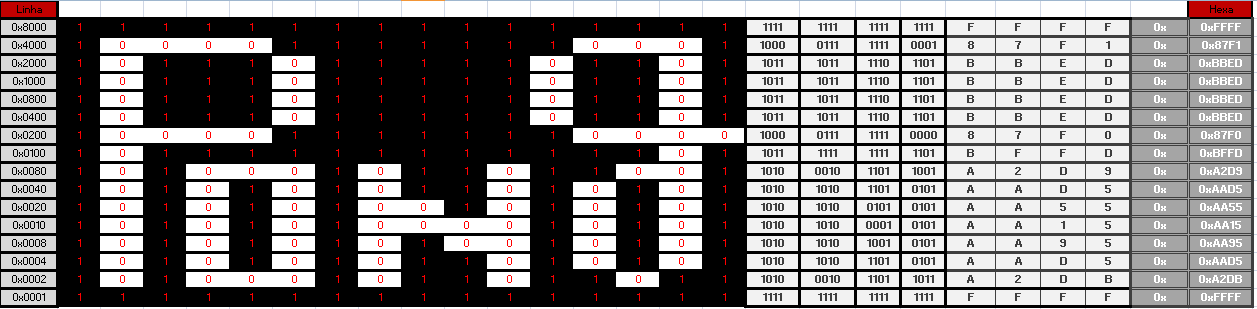 Linha Hexa
0x8000 1 1 1 1 1 1 1 1 1 1 1 1 1 1 1 1 1111 1111 1111 1111 F F F F 0x 0xFFFF
0x4000 1 0 0 0 0 1 1 1 1 1 1 1 0 0 0 1 1000 0111 1111 0001 8 7 F 1 0x 0x87F1
0x2000 1 0 1 1 1 0 1 1 1 1 1 0 1 1 0 1 1011 1011 1110 1101 B B E D 0x 0xBBED
0x1000 1 0 1 1 1 0 1 1 1 1 1 0 1 1 0 1 1011 1011 1110 1101 B B E D 0x 0xBBED
0x0800 1 0 1 1 1 0 1 1 1 1 1 0 1 1 0 1 1011 1011 1110 1101 B B E D 0x 0xBBED
0x0400 1 0 1 1 1 0 1 1 1 1 1 0 1 1 0 1 1011 1011 1110 1101 B B E D 0x 0xBBED
0x0200 1 0 0 0 0 1 1 1 1 1 1 1 0 0 0 0 1000 0111 1111 0000 8 7 F 0 0x 0x87F0
0x0100 1 0 1 1 1 1 1 1 1 1 1 1 1 1 0 1 1011 1111 1111 1101 B F F D 0x 0xBFFD
0x0080 1 0 1 0 0 0 1 0 1 1 0 1 1 0 0 1 1010 0010 1101 1001 A 2 D 9 0x 0xA2D9
0x0040 1 0 1 0 1 0 1 0 1 1 0 1 0 1 0 1 1010 1010 1101 0101 A A D 5 0x 0xAAD5
0x0020 1 0 1 0 1 0 1 0 0 1 0 1 0 1 0 1 1010 1010 0101 0101 A A 5 5 0x 0xAA55
0x0010 1 0 1 0 1 0 1 0 0 0 0 1 0 1 0 1 1010 1010 0001 0101 A A 1 5 0x 0xAA15
0x0008 1 0 1 0 1 0 1 0 1 0 0 1 0 1 0 1 1010 1010 1001 0101 A A 9 5 0x 0xAA95
0x0004 1 0 1 0 1 0 1 0 1 1 0 1 0 1 0 1 1010 1010 1101 0101 A A D 5 0x 0xAAD5
0x0002 1 0 1 0 0 0 1 0 1 1 0 1 1 0 1 1 1010 0010 1101 1011 A 2 D B 0x 0xA2DB
0x0001 1 1 1 1 1 1 1 1 1 1 1 1 1 1 1 1 1111 1111 1111 1111 F F F F 0x 0xFFFF